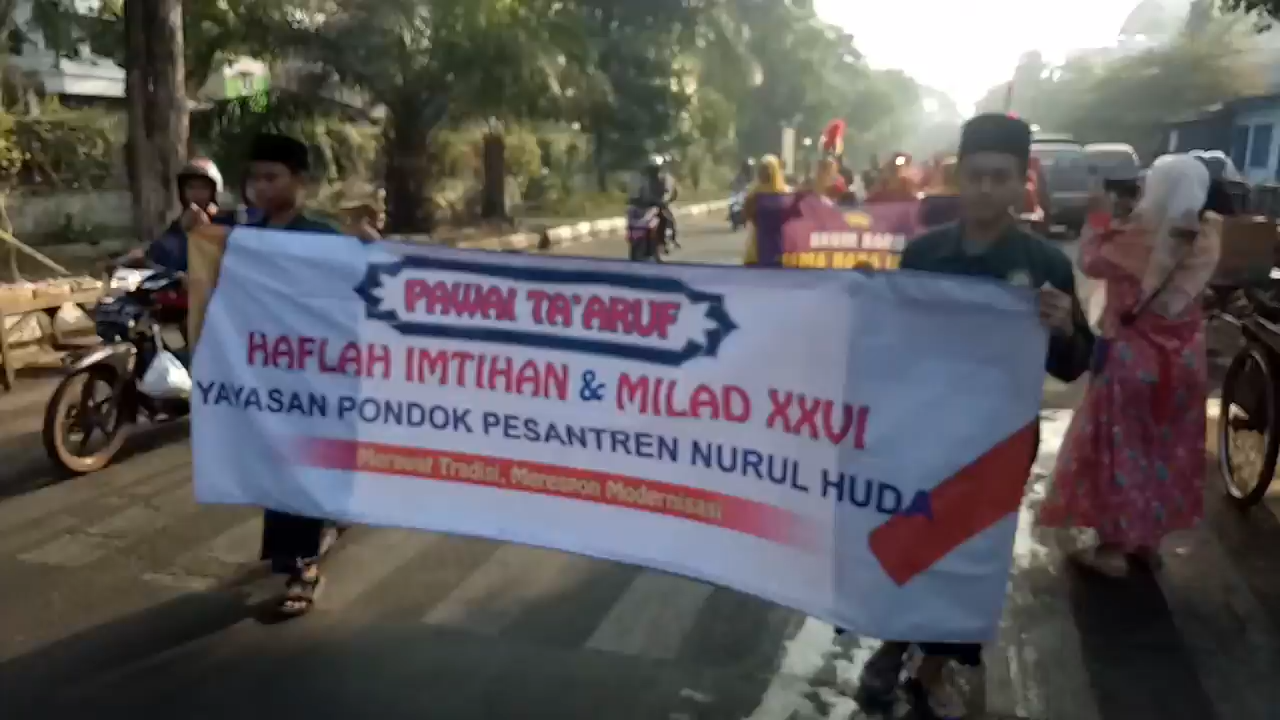 PAWAI TA'ARUF
HAFLAH IMTIHAN & MILAD XXVI
YAYASAN PONDOK PESANTREN NURUL HUDA
Merawat Tradisi, Merespon Modernisasi